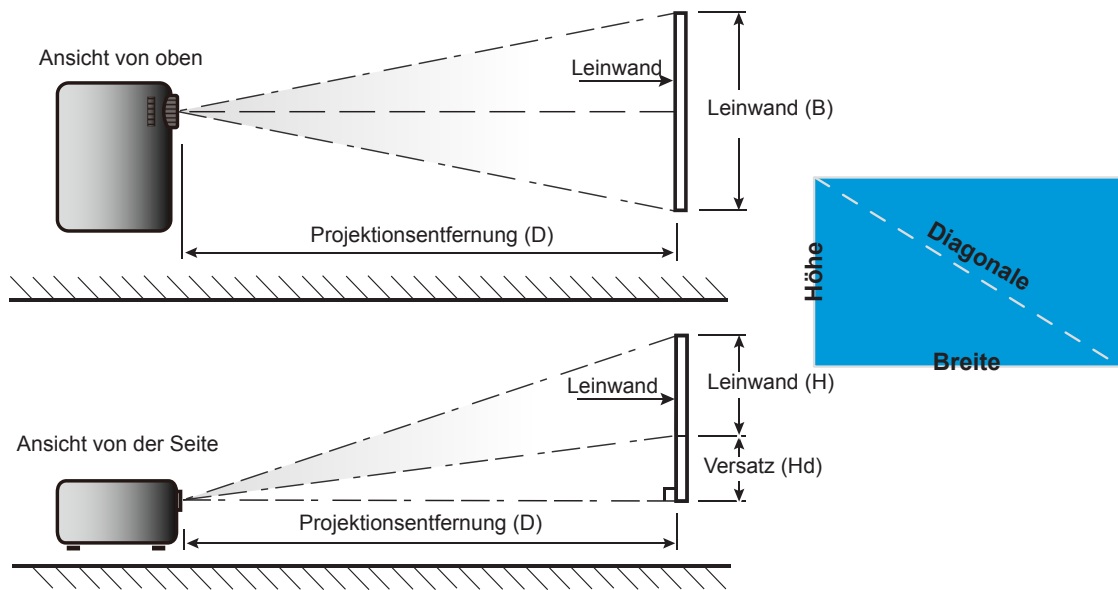 Ansicht von oben
Leinwand
Leinwand (B)
Projektionsentfernung (D)
Höhe
Diagonale
Breite
Ansicht von der Seite
Leinwand
Leinwand (H)
Versatz (Hd)
Projektionsentfernung (D)